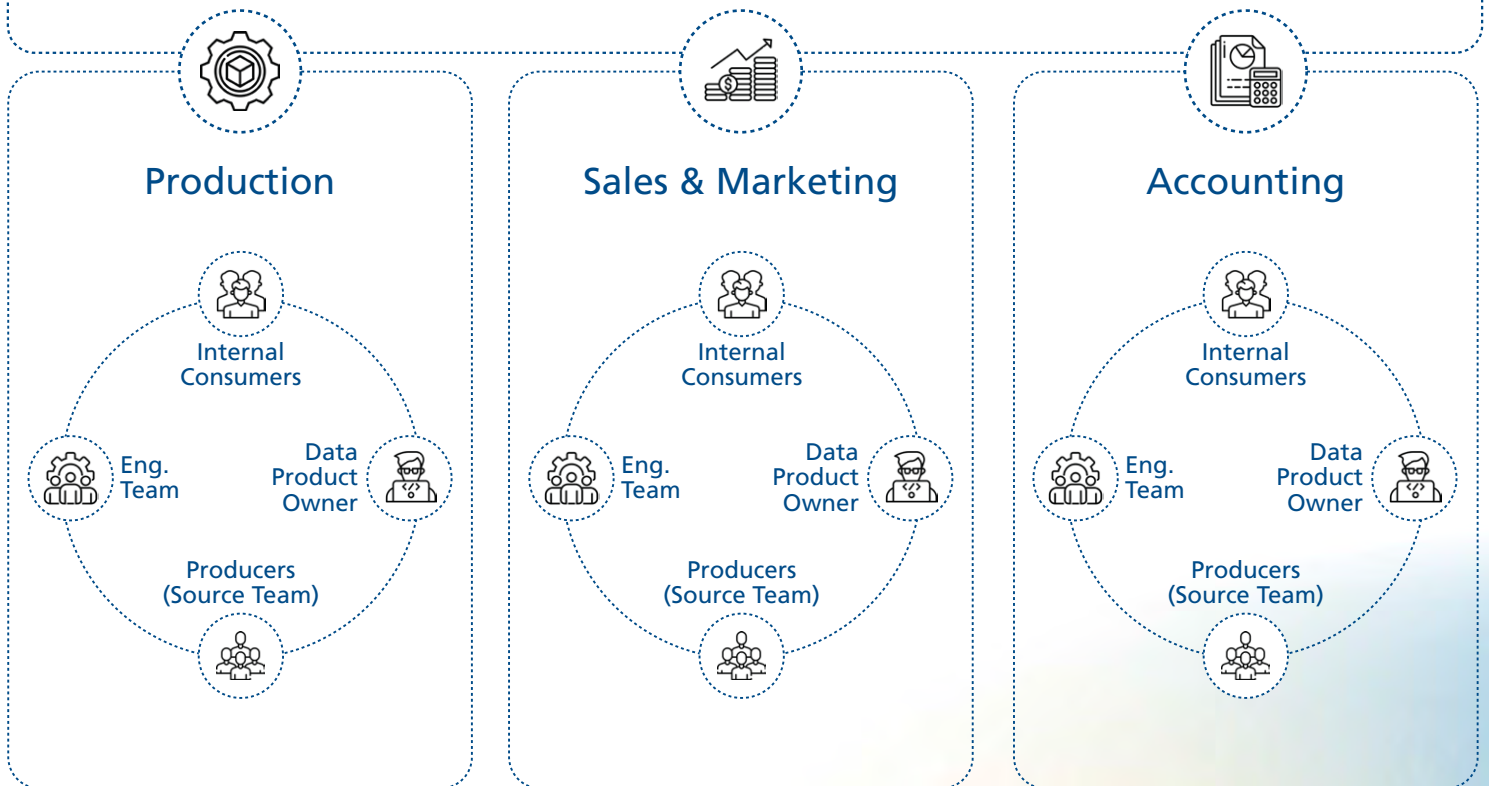 Production
Internal
Consumers
Eng.
Team
Data
Product
Owner
Producers
(Source Team)
Sales & Marketing
Internal
Consumers
Eng.
Team
Data
Product
Owner
Producers
(Source Team)
Accounting
Internal
Consumers
Eng.
Team
Data
Product
Owner
Producers
(Source Team)